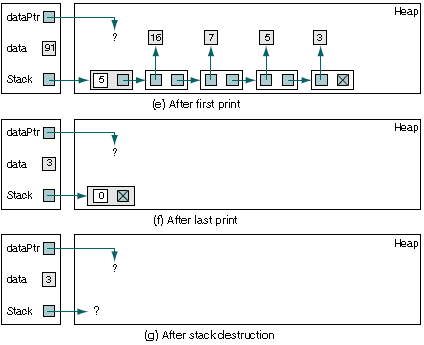 dataPtr Heap
?
16 7 5 3
data 91
Stack 5
(e) After first print
dataPtr Heap
?
data 3
Stack 0
(f) After last print
dataPtr Heap
?
data 3
Stack ?
(g) After stack destruction